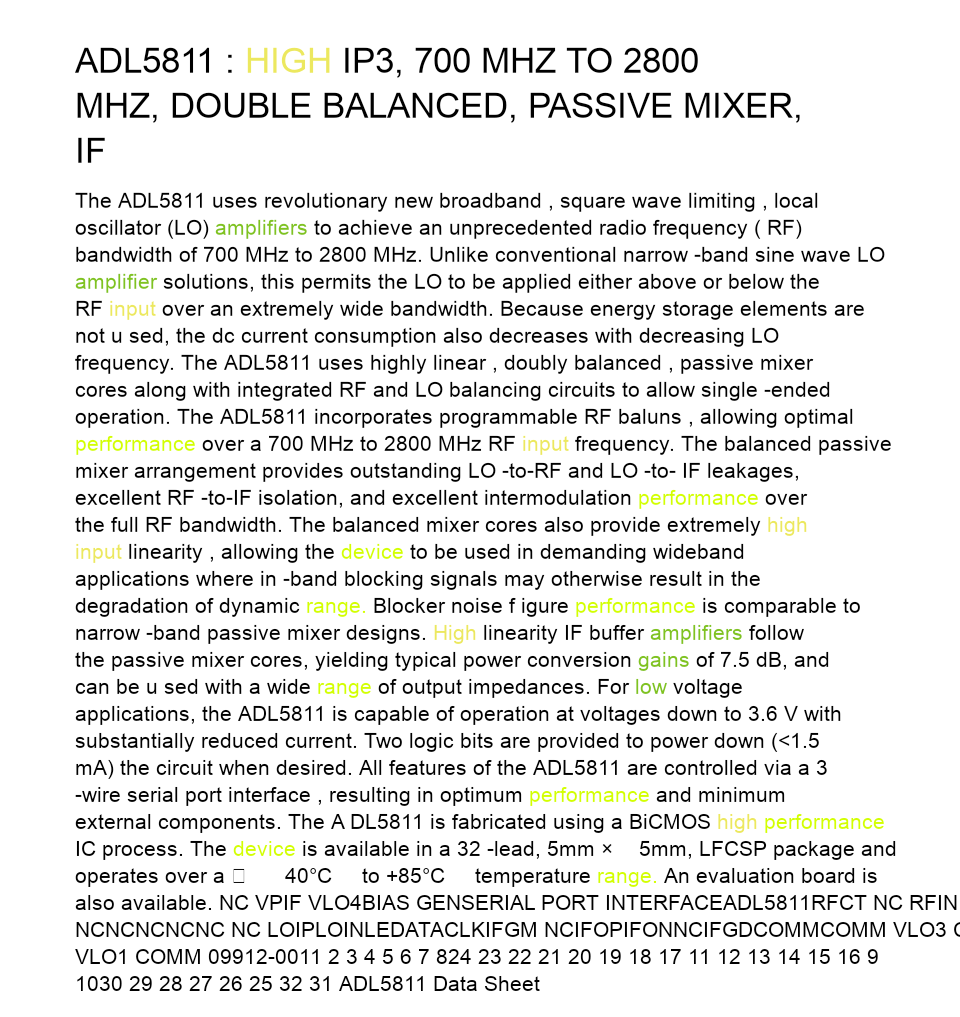 ADL5811 : HIGH IP3, 700 MHZ TO 2800
MHZ, DOUBLE BALANCED, PASSIVE MIXER,
IF
The ADL5811 uses revolutionary new broadband , square wave limiting , local
oscillator (LO) amplifiers to achieve an unprecedented radio frequency ( RF)
bandwidth of 700 MHz to 2800 MHz. Unlike conventional narrow -band sine wave LO
amplifier solutions, this permits the LO to be applied either above or below the
RF input over an extremely wide bandwidth. Because energy storage elements are
not u sed, the dc current consumption also decreases with decreasing LO
frequency. The ADL5811 uses highly linear , doubly balanced , passive mixer
cores along with integrated RF and LO balancing circuits to allow single -ended
operation. The ADL5811 incorporates programmable RF baluns , allowing optimal
performance over a 700 MHz to 2800 MHz RF input frequency. The balanced passive
mixer arrangement provides outstanding LO -to-RF and LO -to- IF leakages,
excellent RF -to-IF isolation, and excellent intermodulation performance over
the full RF bandwidth. The balanced mixer cores also provide extremely high
input linearity , allowing the device to be used in demanding wideband
applications where in -band blocking signals may otherwise result in the
degradation of dynamic range. Blocker noise f igure performance is comparable to
narrow -band passive mixer designs. High linearity IF buffer amplifiers follow
the passive mixer cores, yielding typical power conversion gains of 7.5 dB, and
can be u sed with a wide range of output impedances. For low voltage
applications, the ADL5811 is capable of operation at voltages down to 3.6 V with
substantially reduced current. Two logic bits are provided to power down (<1.5
mA) the circuit when desired. All features of the ADL5811 are controlled via a 3
-wire serial port interface , resulting in optimum performance and minimum
external components. The A DL5811 is fabricated using a BiCMOS high performance
IC process. The device is available in a 32 -lead, 5mm × 5mm, LFCSP package and
operates over a □ 40°C to +85°C temperature range. An evaluation board is
also available. NC VPIF VLO4BIAS GENSERIAL PORT INTERFACEADL5811RFCT NC RFIN
NCNCNCNCNC NC LOIPLOINLEDATACLKIFGM NCIFOPIFONNCIFGDCOMMCOMM VLO3
VLO1 COMM 09912-0011 2 3 4 5 6 7 824 23 22 21 20 19 18 17 11 12 13 14 15 16 9
1030 29 28 27 26 25 32 31 ADL5811 Data Sheet